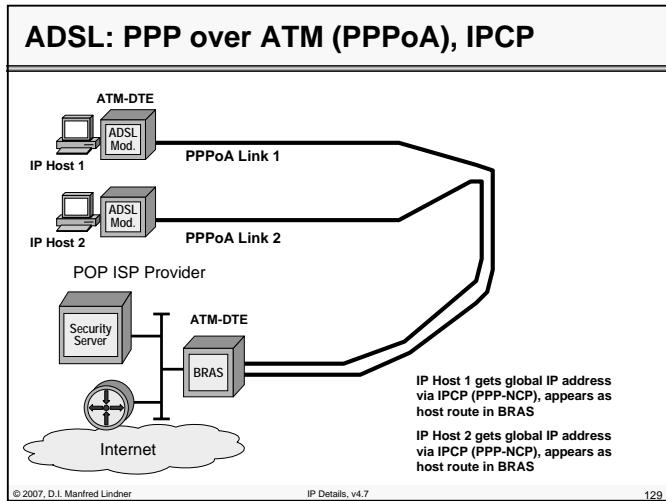 ADSL: PPP over ATM (PPPoA), IPCP
ATM-DTE
ADSL
Mod.
IP Host 1
PPPoA Link 1
ADSL
Mod.
IP Host 2
PPPoA Link 2
POP ISP Provider
Security
Server
ATM-DTE
BRAS
Internet
IP Host 1 gets global IP address
via IPCP (PPP-NCP), appears as
host route in BRAS
IP Host 2 gets global IP address
via IPCP (PPP-NCP), appears as
host route in BRAS
© 2007, D.I. Manfred Lindner
IP Details, v4.7
129